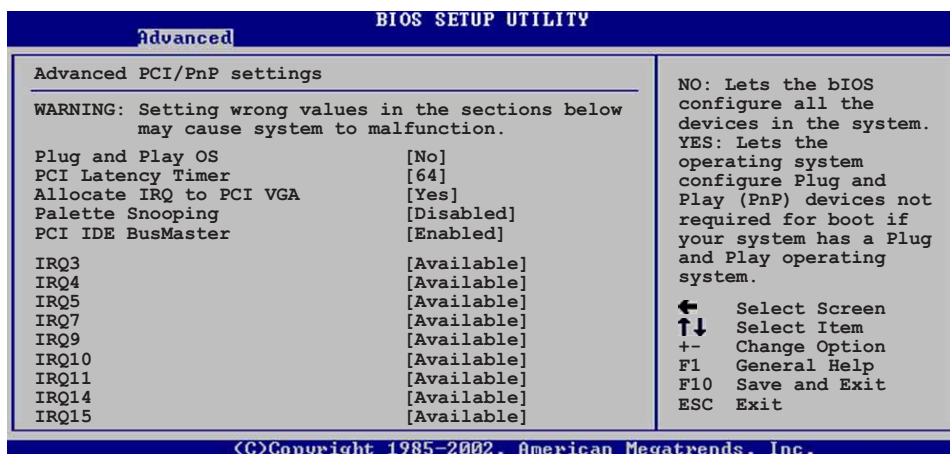 BIOS SETUP UTILITY
Advanced
Advanced PCI/PnP settings
WARNING: Setting wrong values in the sections below
may cause system to malfunction.
Plug and Play OS [No]
PCI Latency Timer [64]
Allocate IRQ to PCI VGA [Yes]
Palette Snooping [Disabled]
PCI IDE BusMaster [Enabled]
IRQ3 [Available]
IRQ4 [Available]
IRQ5 [Available]
IRQ7 [Available]
IRQ9 [Available]
IRQ10 [Available]
IRQ11 [Available]
IRQ14 [Available]
IRQ15 [Available]
NO: Lets the bIOS
configure all the
devices in the system.
YES: Lets the
operating system
configure Plug and
Play (PnP) devices not
required for boot if
your system has a Plug
and Play operating
system.
← Select Screen
↑↓ Select Item
+- Change Option
F1 General Help
F10 Save and Exit
ESC Exit
(C)Copyright 1985-2002, American Megatrends, Inc.